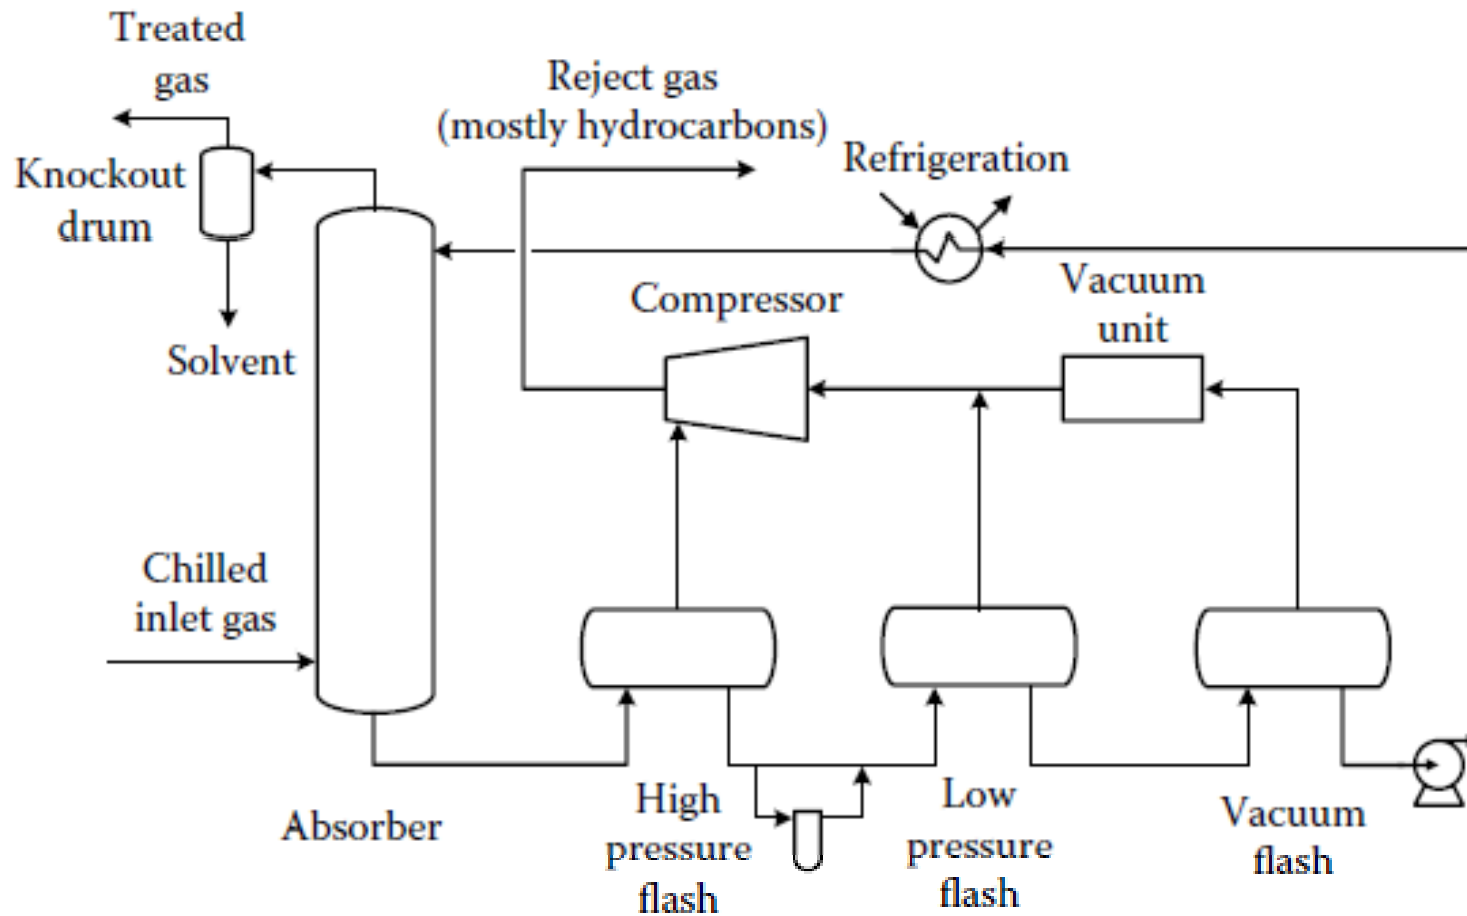 Treated
gas
Reject gas
(mostly hydrocarbons)
Refrigeration
Knockout
drum
Vacuum
unit
Compressor
Solvent
Chilled
inlet gas
Absorber
High
pressure
flash
Low
pressure
flash
Vacuum
flash